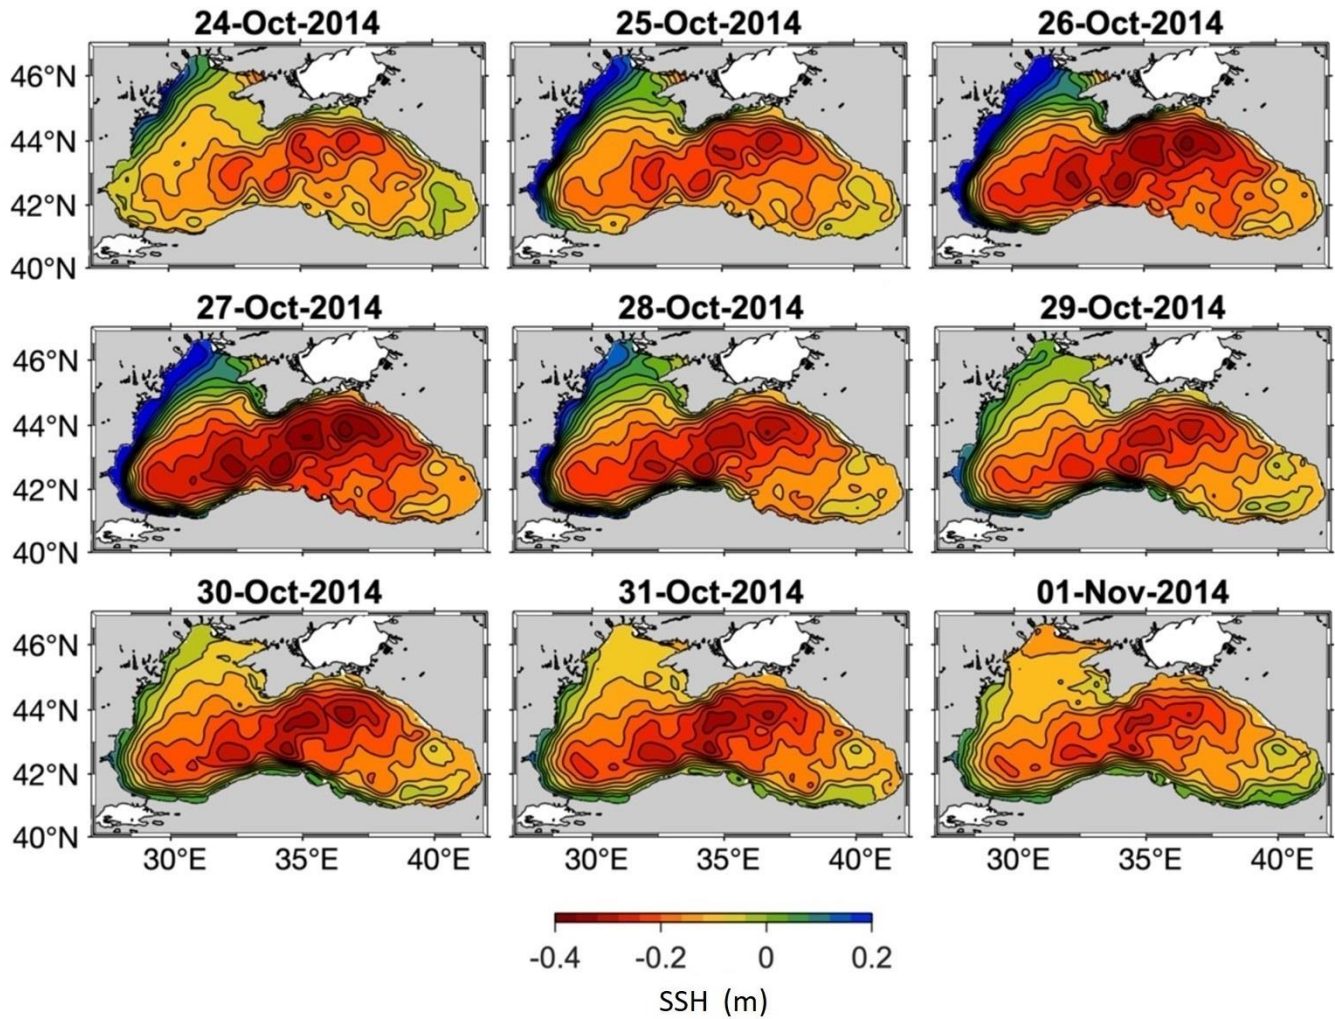 24-Oct-2014 25-Oct-2014 26-Oct-2014
46°N
44°N
42°N
40°N
27-Oct-2014 28-Oct-2014 29-Oct-2014
46°N
44°N
42°N
40°N
30-Oct-2014 31-Oct-2014 01-Nov-2014
46°N
44°N
42°N
40°N
30°E 35°E 40°E 30°E 35°E 40°E 30°E 35°E 40°E
-0.4 -0.2 0 0.2
SSH (m)